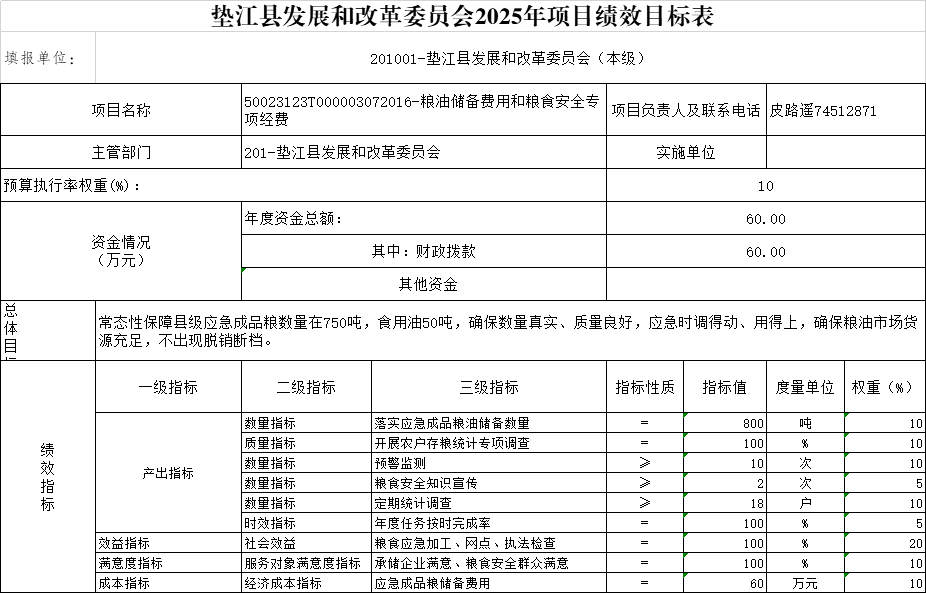 垫江县发展和改革委员会2025年项目绩效目标表
填报单位： 201001-垫江县发展和改革委员会（本级）
项目名称 50023123T000003072016-粮油储备费用和粮食安全专项经费 项目负责人及联系电话 皮路遥74512871
主管部门 201-垫江县发展和改革委员会 实施单位
预算执行率权重(%)： 10
资金情况（万元） 年度资金总额： 60.00
其中：财政拨款 60.00
其他资金
总体目标 常态性保障县级应急成品粮数量在750吨，食用油50吨，确保数量真实、质量良好，应急时调得动、用得上，确保粮油市场货
源充足，不出现脱销断档。
绩效指标 一级指标 二级指标 三级指标 指标性质 指标值 度量单位 权重（%）
产出指标 数量指标 落实应急成品粮油储备数量 ＝ 800 吨 10
质量指标 开展农户存粮统计专项调查 ＝ 100 % 10
数量指标 预警监测 ≥ 10 次 10
数量指标 粮食安全知识宣传 ≥ 2 次 5
数量指标 定期统计调查 ≥ 18 户 10
时效指标 年度任务按时完成率 ＝ 100 % 5
效益指标 社会效益 粮食应急加工、网点、执法检查 ＝ 100 % 20
满意度指标 服务对象满意度指标 承储企业满意、粮食安全群众满意 ＝ 100 % 10
成本指标 经济成本指标 应急成品粮储备费用 ＝ 60 万元 10